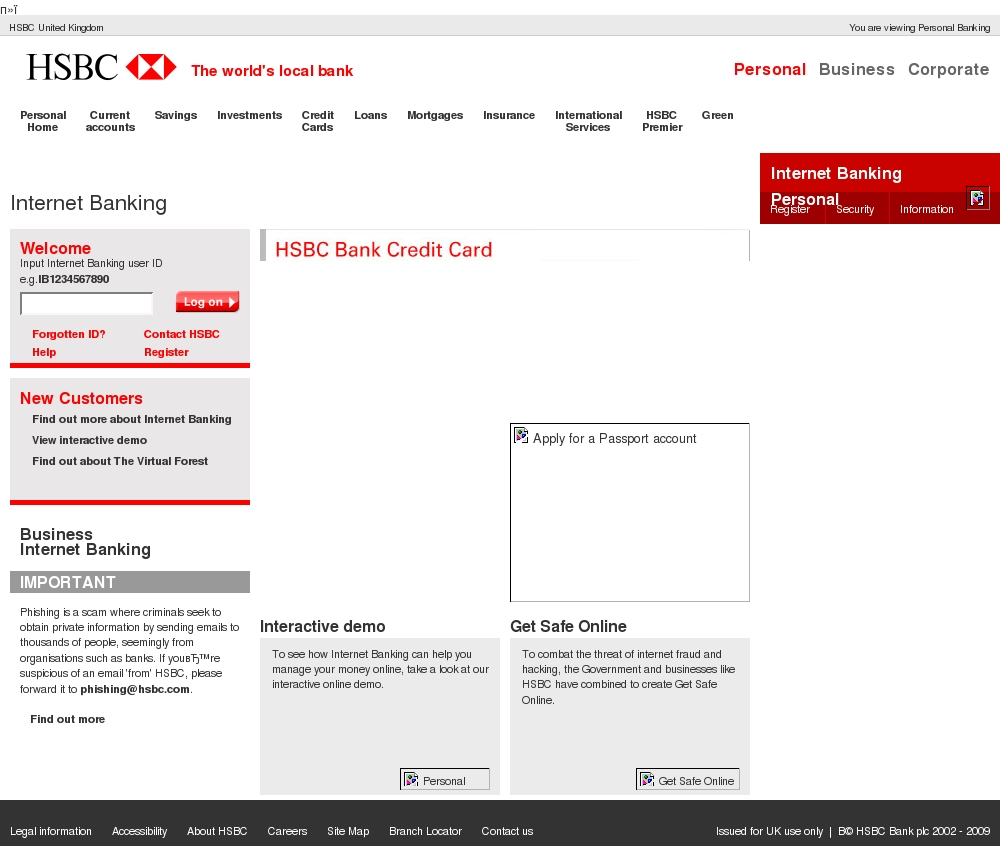 п»ї
HSBC United Kingdom
You are viewing Personal Banking
HSBC
The world's local bank
Personal Business Corporate
Personal Home
Current accounts
Savings
Investments
Credit Cards
Loans
Mortgages
Insurance
International Services
HSBC Premier
Green
Internet Banking
Personal
Register Security Information
Internet Banking
Welcome
Input Internet Banking user ID
e.g.IB1234567890
Log on
Forgotten ID? Contact HSBC
Help Register
HSBC Bank Credit Card
New Customers
Find out more about Internet Banking
View interactive demo
Find out about The Virtual Forest
Apply for a Passport account
Business
Internet Banking
IMPORTANT
Phishing is a scam where criminals seek to
obtain private information by sending emails to
thousands of people, seemingly from
organisations such as banks. If youвЂ™re
suspicious of an email 'from' HSBC, please
forward it to phishing@hsbc.com.
Find out more
Interactive demo
To see how Internet Banking can help you
manage your money online, take a look at our
interactive online demo.
Personal
Get Safe Online
To combat the threat of internet fraud and
hacking, the Government and businesses like
HSBC have combined to create Get Safe
Online.
Get Safe Online
Legal information Accessibility About HSBC Careers Site Map Branch Locator Contact us
Issued for UK use only | В© HSBC Bank plc 2002 - 2009